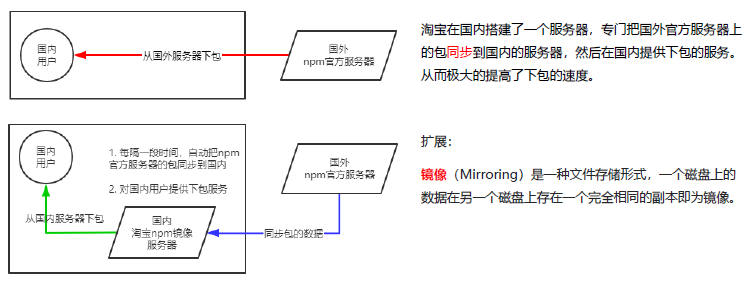 国内
用户
从国外服务器下包
国外
npm官方服务器
淘宝在国内搭建了一个服务器，专门把国外官方服务器上
的包同步到国内的服务器，然后在国内提供下包的服务。
从而极大的提高了下包的速度。
国内
用户
1. 每隔一段时间，自动把npm
官方服务器的包同步到国内
2. 对国内用户提供下包服务
国外
npm官方服务器
从国内服务器下包
国内
淘宝npm镜像
服务器
同步包的数据
扩展：
镜像（Mirroring）是一种文件存储形式，一个磁盘上的
数据在另一个磁盘上存在一个完全相同的副本即为镜像。